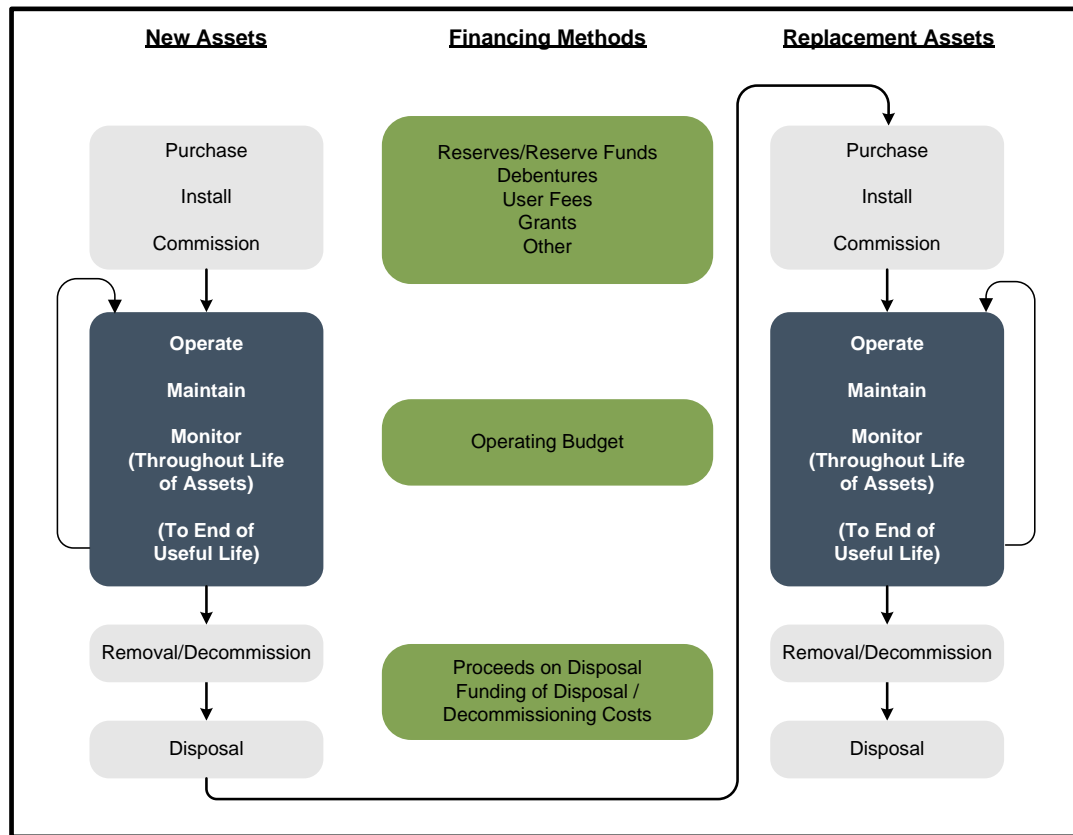 New Assets
Financing Methods
Replacement Assets
Purchase
Install
Commission
Operate
Maintain
Monitor
(Throughout Life
of Assets)
(To End of
Useful Life)
Removal/Decommission
Disposal
Reserves/Reserve Funds
Debentures
User Fees
Grants
Other
Operating Budget
Proceeds on Disposal
Funding of Disposal /
Decommissioning Costs
Purchase
Install
Commission
Operate
Maintain
Monitor
(Throughout Life
of Assets)
(To End of
Useful Life)
Removal/Decommission
Disposal